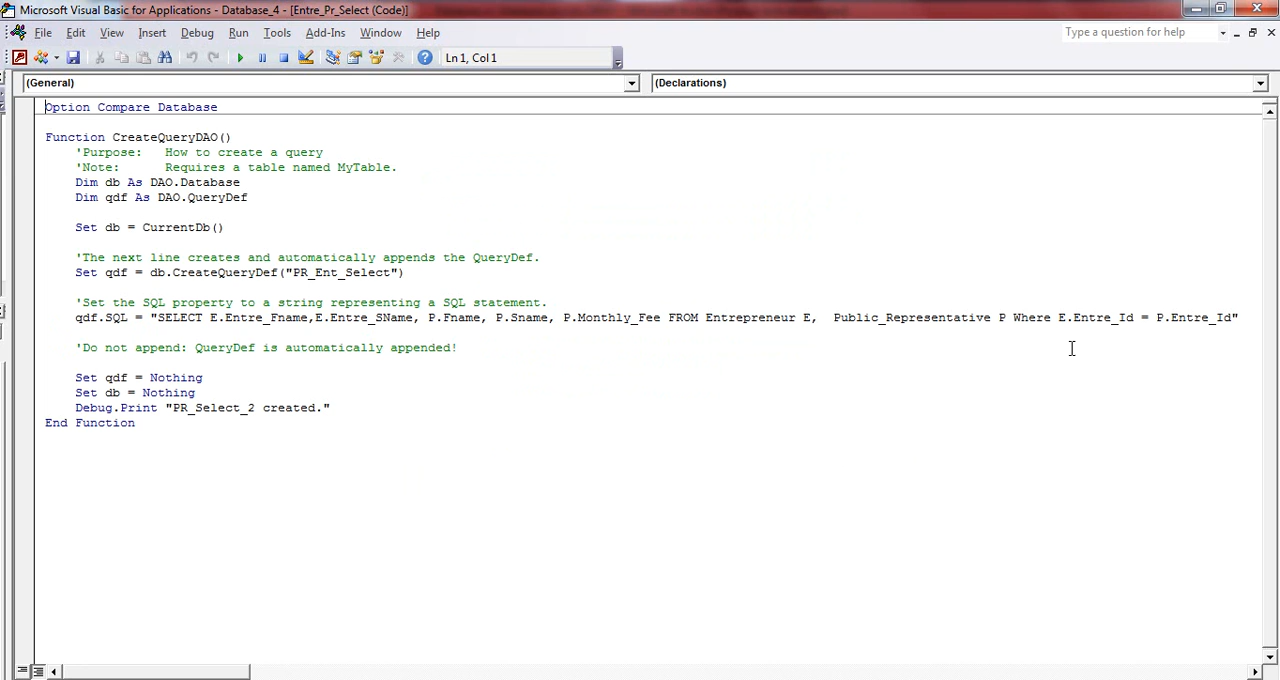 Microsoft Visual Basic for Applications - Database_4 - [Entre_Pr_Select (Code)]
File Edit View Insert Format Debug Run Tools Add-Ins Window Help
Type a question for help
Ln 1, Col 1
(General) (Declarations)
Option Compare Database
Function CreateQueryDAO()
'Purpose: How to create a query
'Note: Requires a table named MyTable.
Dim db As DAO.Database
Dim qdf As DAO.QueryDef
Set db = CurrentDb()
'The next line creates and automatically appends the QueryDef.
Set qdf = db.CreateQueryDef("PR_Ent_Select")
'Set the SQL property to a string representing a SQL statement.
qdf.SQL = "SELECT E.Entre_Fname,E.Entre_SName, P.Fname, P.Sname, P.Monthly_Fee FROM Entrepreneur E,  Public_Representative P Where E.Entre_Id = P.Entre_Id"
'Do not append: QueryDef is automatically appended!
Set qdf = Nothing
Set db = Nothing
Debug.Print "PR_Select_2 created."
End Function